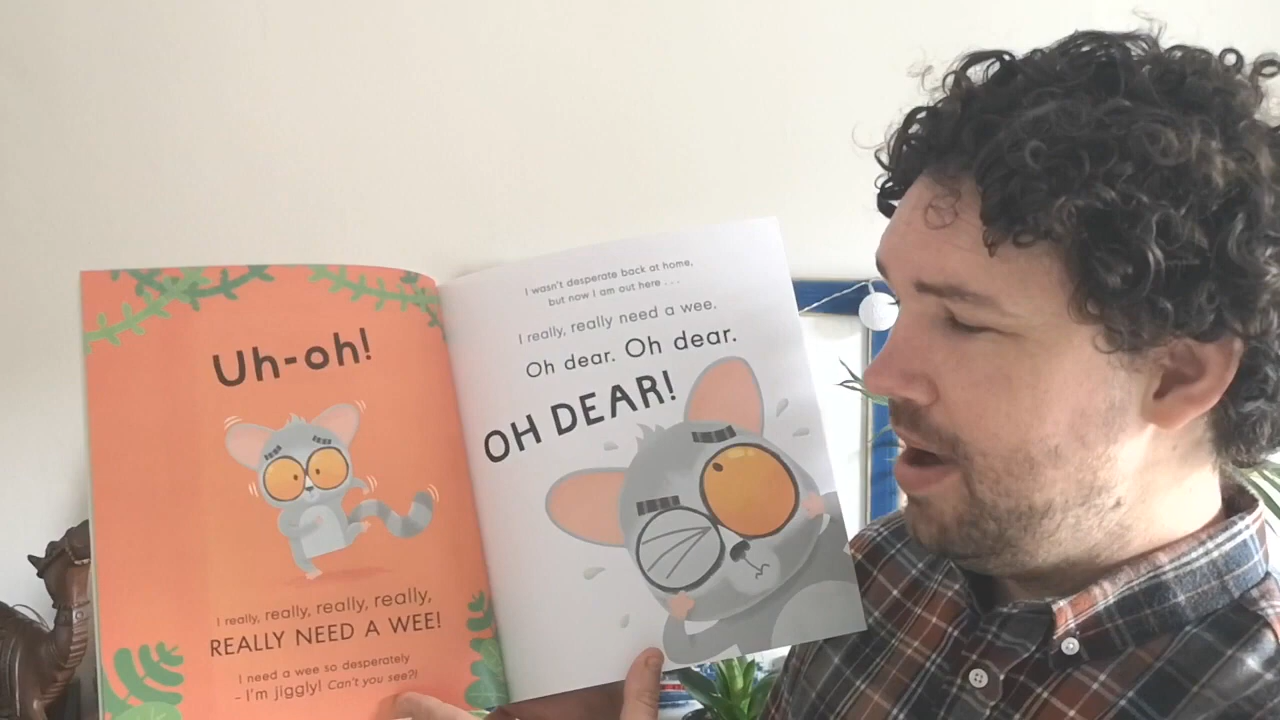 Uh-oh!
I really, really, really, really,
REALLY NEED A WEE!
I need a wee so desperately
– I'm jiggly! Can't you see?!
I wasn't desperate back at home,
but now I am out here . . .
I really, really need a wee.
Oh dear. Oh dear.
OH DEAR!